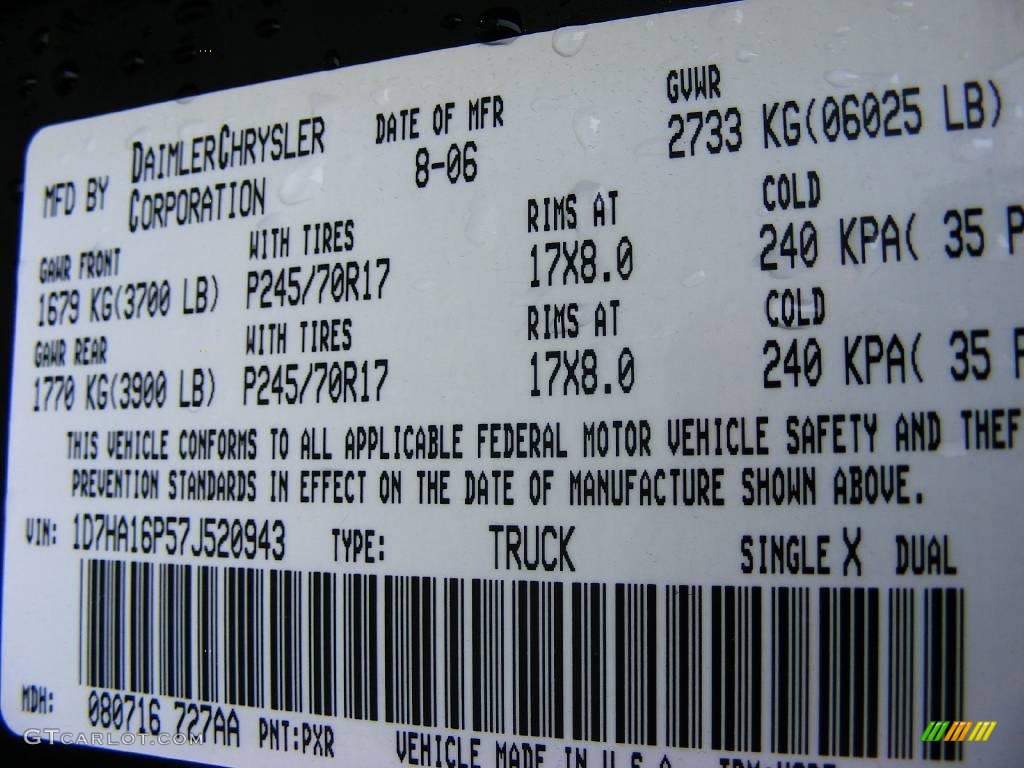 MFD BY DAIMLERCHRYSLER CORPORATION DATE OF MFR 8-06 GVWR 2733 KG(06025 LB)
GAWR FRONT WITH TIRES RIMS AT COLD
1679 KG(3700 LB) P245/70R17 17X8.0 240 KPA( 35 P
GAWR REAR WITH TIRES RIMS AT COLD
1770 KG(3900 LB) P245/70R17 17X8.0 240 KPA( 35 P
THIS VEHICLE CONFORMS TO ALL APPLICABLE FEDERAL MOTOR VEHICLE SAFETY AND THEF
PREVENTION STANDARDS IN EFFECT ON THE DATE OF MANUFACTURE SHOWN ABOVE.
VIN: 1D7HA16P57J520943 TYPE: TRUCK SINGLE X DUAL
MDH: 080716 727AA PNT:PXR
VEHICLE MADE IN U.S.A.
GTCarLot.com